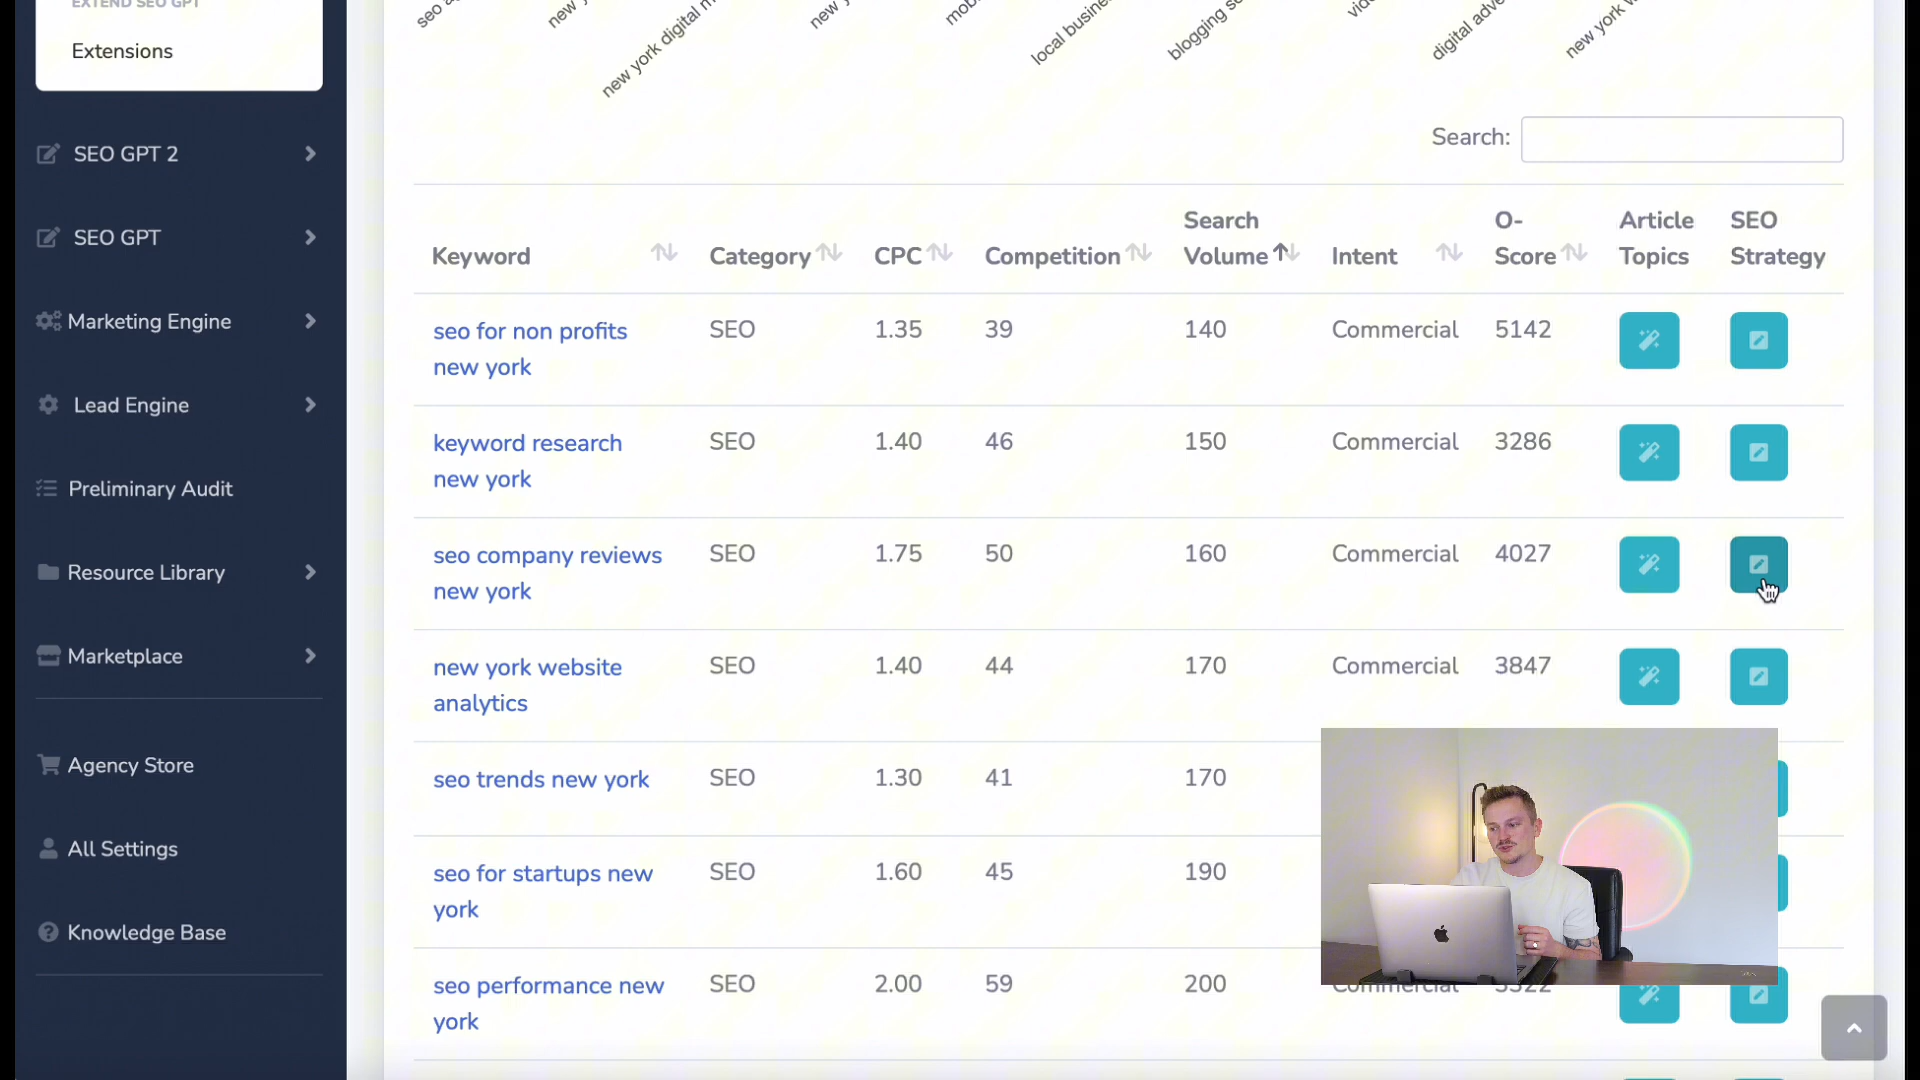 EXTEND SEO GPT
Extensions
SEO GPT 2
SEO GPT
Marketing Engine
Lead Engine
Preliminary Audit
Resource Library
Marketplace
Agency Store
All Settings
Knowledge Base
new york digital
local busine
blogging se
digital adve
new york
Search:
Keyword Category CPC Competition Search Volume Intent O-Score Article Topics SEO Strategy
seo for non profits new york SEO 1.35 39 140 Commercial 5142
keyword research new york SEO 1.40 46 150 Commercial 3286
seo company reviews new york SEO 1.75 50 160 Commercial 4027
new york website analytics SEO 1.40 44 170 Commercial 3847
seo trends new york SEO 1.30 41 170
seo for startups new york SEO 1.60 45 190
seo performance new york SEO 2.00 59 200 Commercial 5322